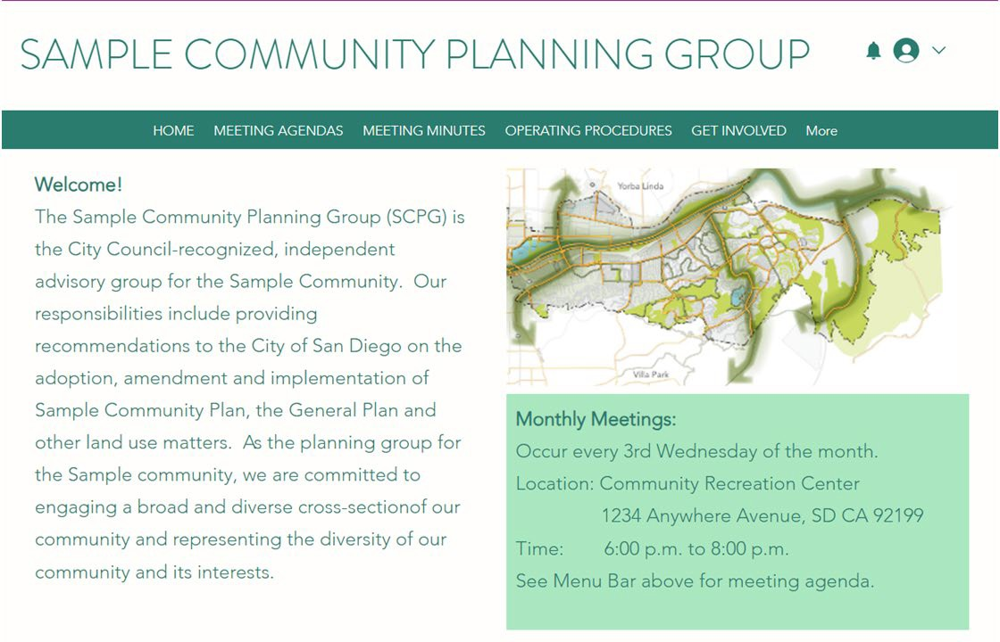 SAMPLE COMMUNITY PLANNING GROUP
HOME MEETING AGENDAS MEETING MINUTES OPERATING PROCEDURES GET INVOLVED More
Welcome!
The Sample Community Planning Group (SCPG) is
the City Council-recognized, independent
advisory group for the Sample Community.  Our
responsibilities include providing
recommendations to the City of San Diego on the
adoption, amendment and implementation of
Sample Community Plan, the General Plan and
other land use matters.  As the planning group for
the Sample community, we are committed to
engaging a broad and diverse cross-sectionof our
community and representing the diversity of our
community and its interests.
Yorba Linda
Villa Park
Monthly Meetings:
Occur every 3rd Wednesday of the month.
Location: Community Recreation Center
1234 Anywhere Avenue, SD CA 92199
Time: 6:00 p.m. to 8:00 p.m.
See Menu Bar above for meeting agenda.